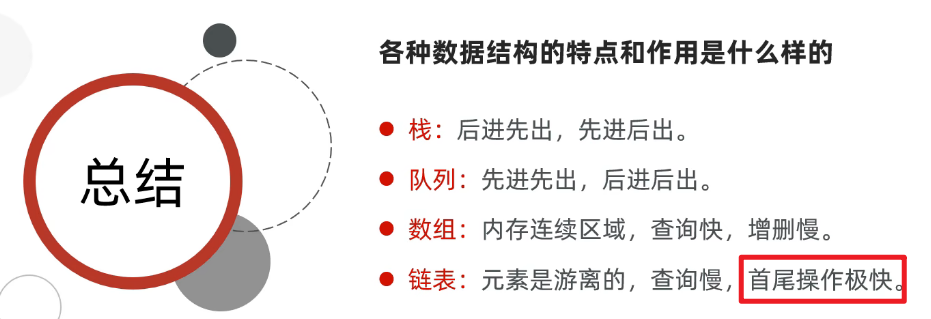 总结
各种数据结构的特点和作用是什么样的
栈：后进先出，先进后出。
队列：先进先出，后进后出。
数组：内存连续区域，查询快，增删慢。
链表：元素是游离的，查询慢，首尾操作极快。